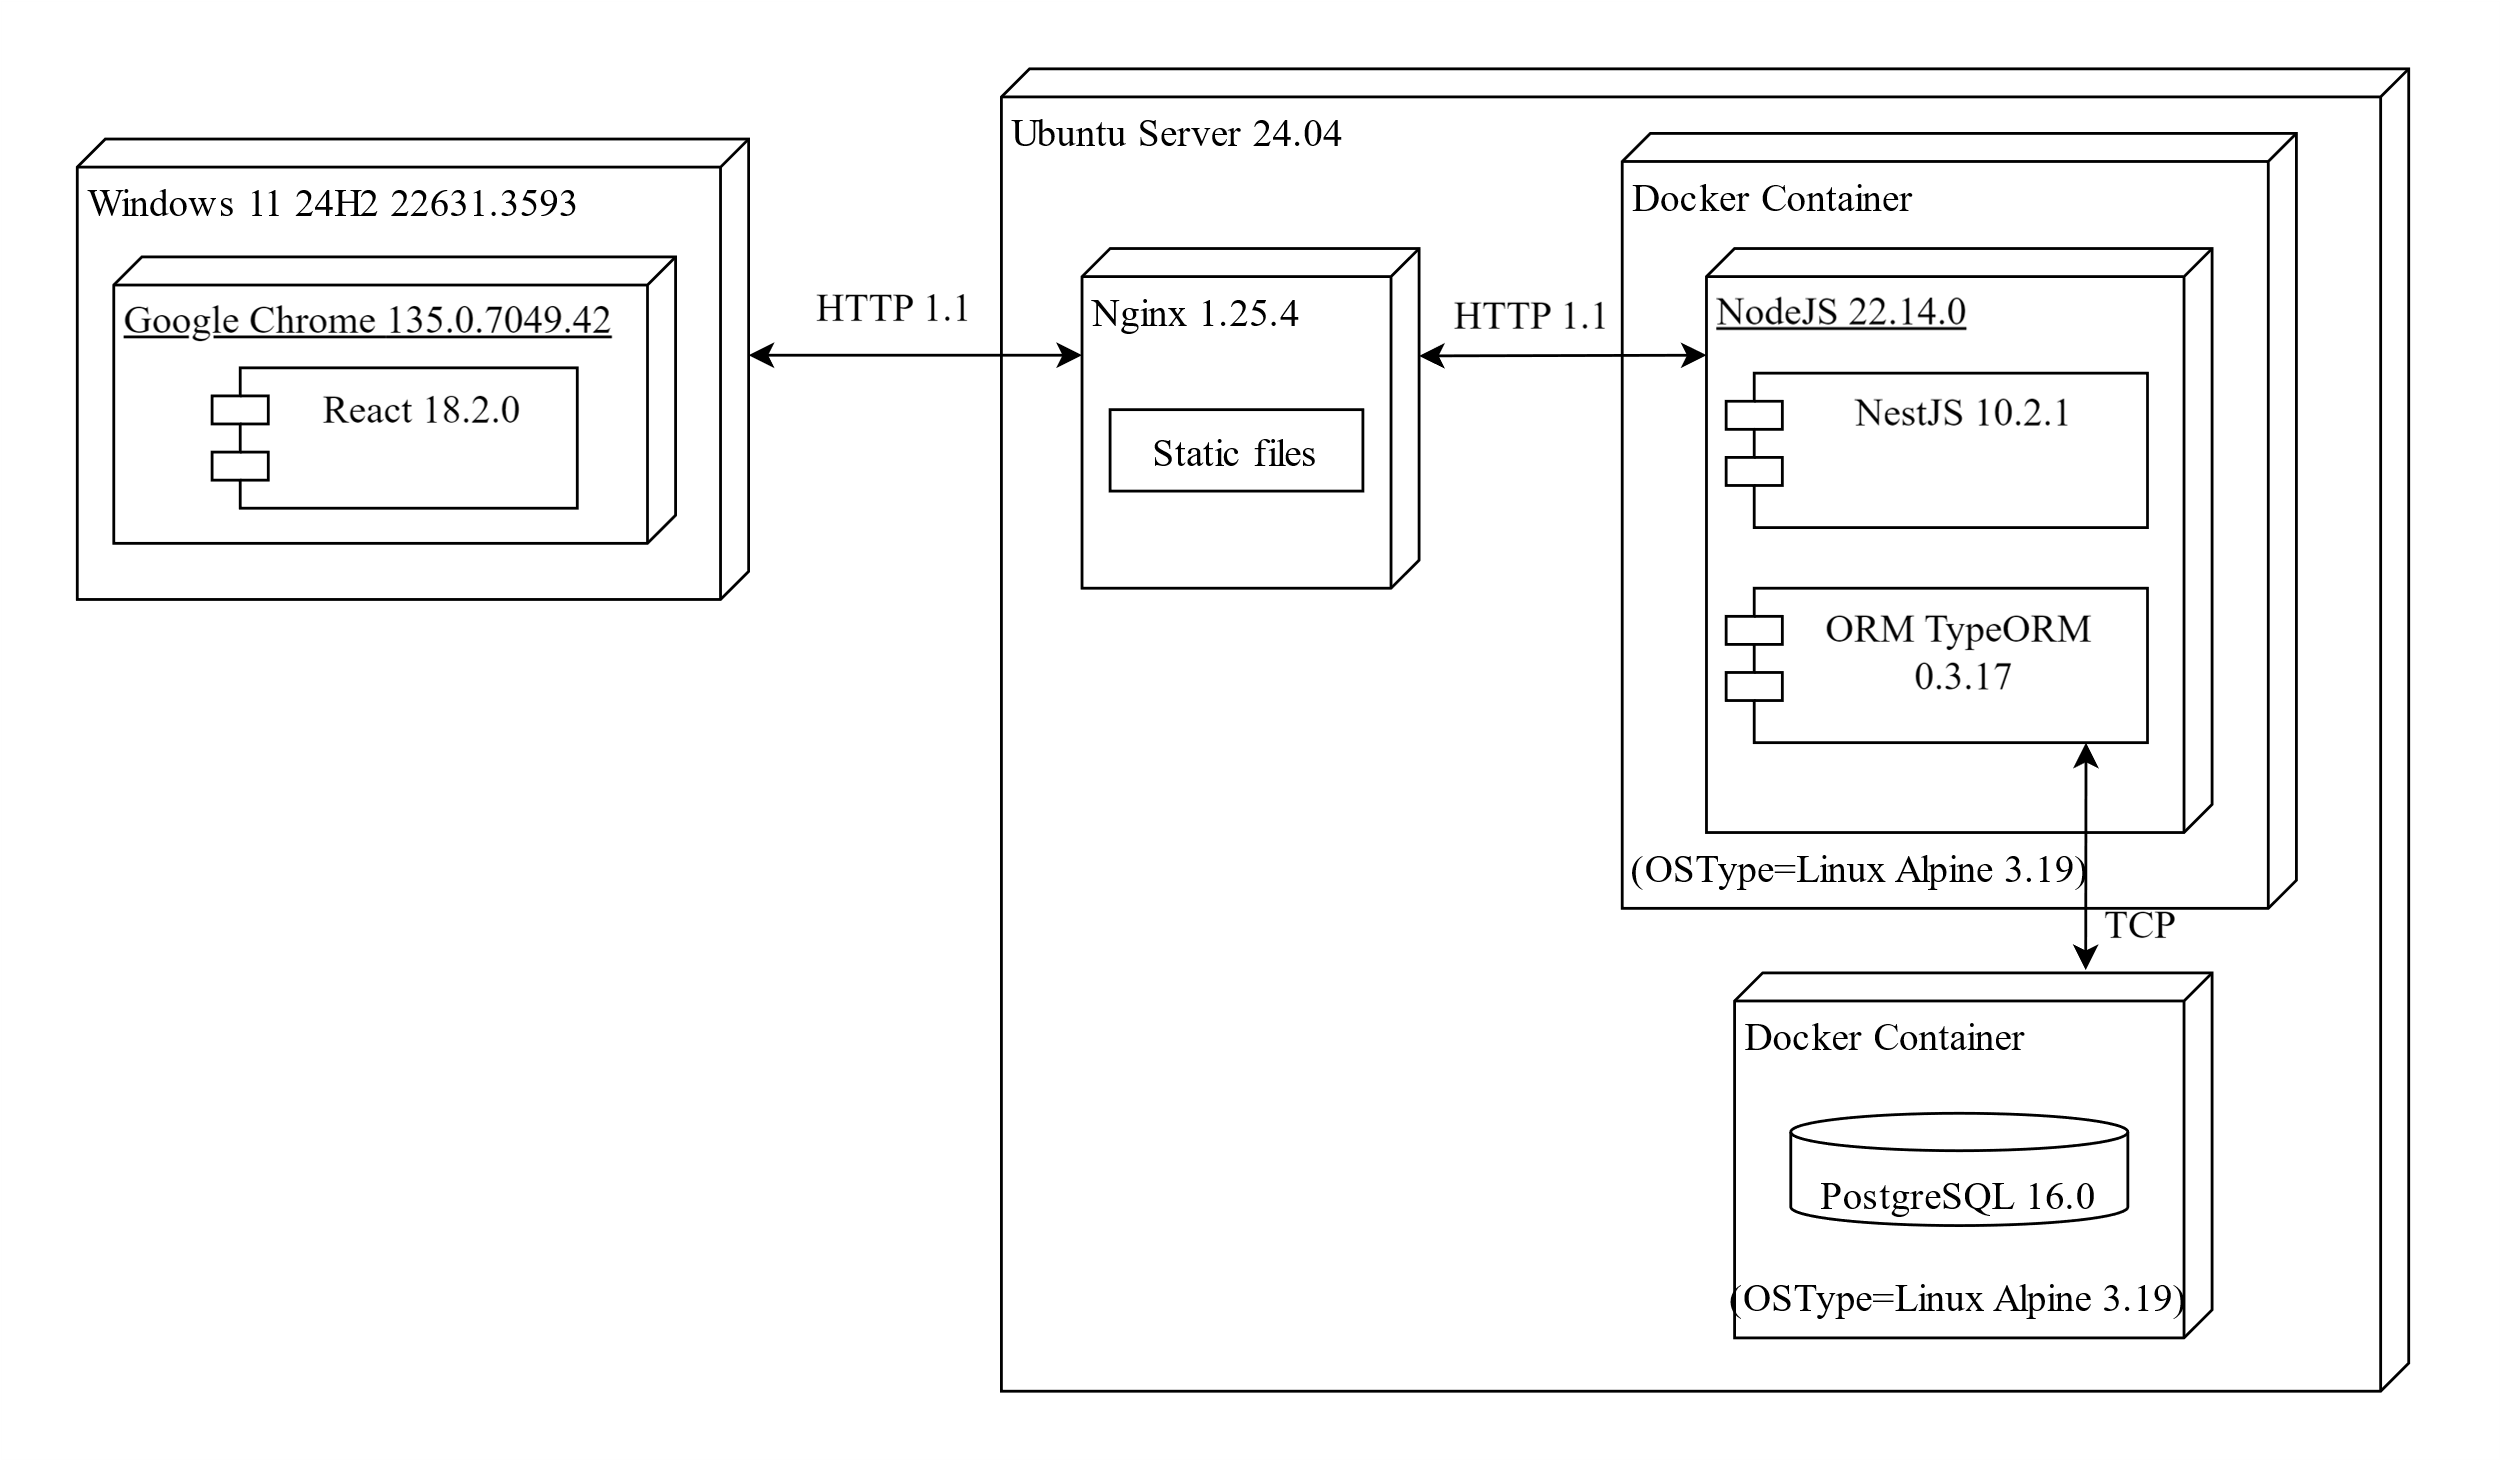 Windows 11 24H2 22631.3593
Google Chrome 135.0.7049.42
React 18.2.0
HTTP 1.1
Ubuntu Server 24.04
Nginx 1.25.4
Static files
HTTP 1.1
Docker Container
NodeJS 22.14.0
NestJS 10.2.1
ORM TypeORM
0.3.17
(OSType=Linux Alpine 3.19)
TCP
Docker Container
PostgreSQL 16.0
(OSType=Linux Alpine 3.19)